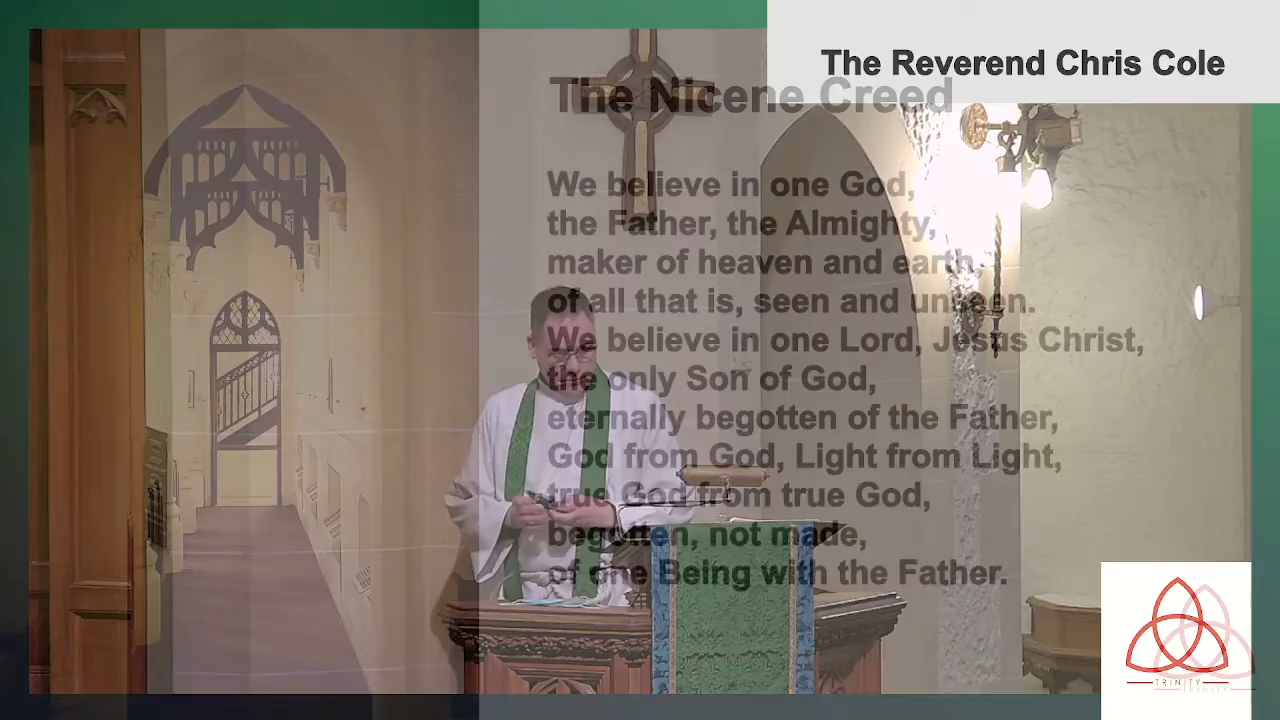 The Reverend Chris Cole
The Nicene Creed
We believe in one God,
the Father, the Almighty,
maker of heaven and earth,
of all that is, seen and unseen.
We believe in one Lord, Jesus Christ,
the only Son of God,
eternally begotten of the Father,
God from God, Light from Light,
true God from true God,
begotten, not made,
of one Being with the Father.
TRINITY
TRINITY